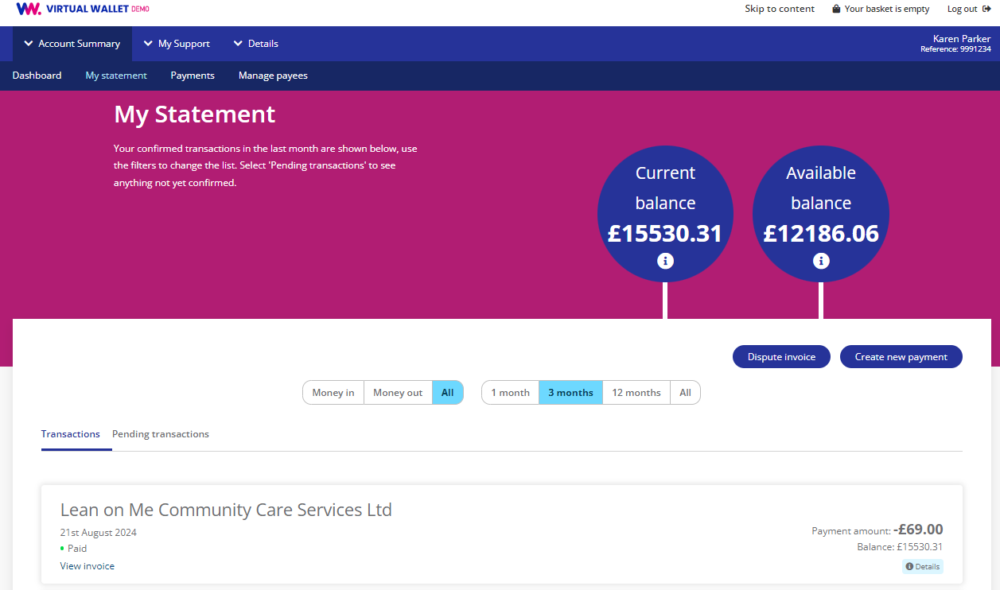 VW. VIRTUAL WALLET DEMO
Skip to content
Your basket is empty
Log out
Account Summary
My Support
Details
Karen Parker
Reference: 9991234
Dashboard
My statement
Payments
Manage payees
My Statement
Your confirmed transactions in the last month are shown below, use
the filters to change the list. Select 'Pending transactions' to see
anything not yet confirmed.
Current
balance
£15530.31
Available
balance
£12186.06
Dispute invoice
Create new payment
Money in
Money out
All
1 month
3 months
12 months
All
Transactions
Pending transactions
Lean on Me Community Care Services Ltd
21st August 2024
Paid
View invoice
Payment amount: -£69.00
Balance: £15530.31
Details